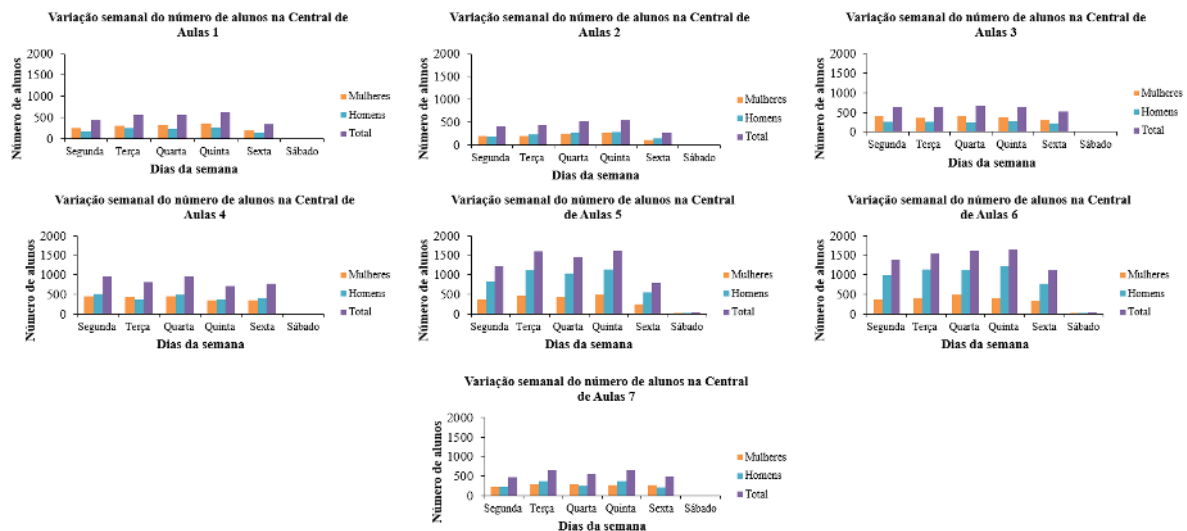 Variação semanal do número de alunos na Central de
Aulas 1
Número de alunos
2000
1500
1000
500
0
Segunda Terça Quarta Quinta Sexta Sábado
Dias da semana
Mulheres
Homens
Total
Variação semanal do número de alunos na Central de
Aulas 2
Número de alunos
2000
1500
1000
500
0
Segunda Terça Quarta Quinta Sexta Sábado
Dias da semana
Mulheres
Homens
Total
Variação semanal do número de alunos na Central de
Aulas 3
Número de alunos
2000
1500
1000
500
0
Segunda Terça Quarta Quinta Sexta Sábado
Dias da semana
Mulheres
Homens
Total
Variação semanal do número de alunos na Central de
Aulas 4
Número de alunos
2000
1500
1000
500
0
Segunda Terça Quarta Quinta Sexta Sábado
Dias da semana
Mulheres
Homens
Total
Variação semanal do número de alunos na Central
de Aulas 5
Número de alunos
2000
1500
1000
500
0
Segunda Terça Quarta Quinta Sexta Sábado
Dias da semana
Mulheres
Homens
Total
Variação semanal do número de alunos na Central
de Aulas 6
Número de alunos
2000
1500
1000
500
0
Segunda Terça Quarta Quinta Sexta Sábado
Dias da semana
Mulheres
Homens
Total
Variação semanal do número de alunos na Central
de Aulas 7
Número de alunos
2000
1500
1000
500
0
Segunda Terça Quarta Quinta Sexta Sábado
Dias da semana
Mulheres
Homens
Total